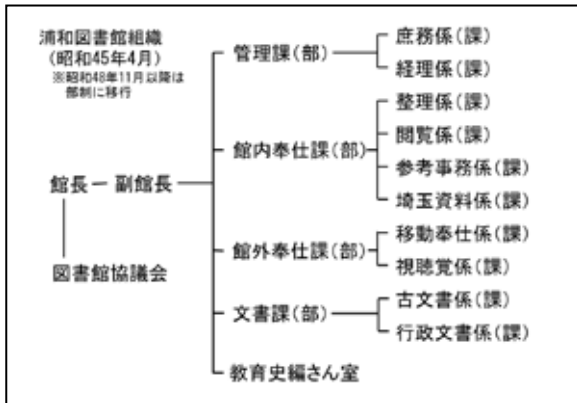 浦和図書館組織
(昭和45年4月)
※昭和48年11月以降は
部制に移行
館長ー副館長
図書館協議会
管理課(部)
庶務係(課)
経理係(課)
館内奉仕課(部)
整理係(課)
閲覧係(課)
参考事務係(課)
埼玉資料係(課)
館外奉仕課(部)
移動奉仕係(課)
視聴覚係(課)
文書課(部)
古文書係(課)
行政文書係(課)
教育史編さん室